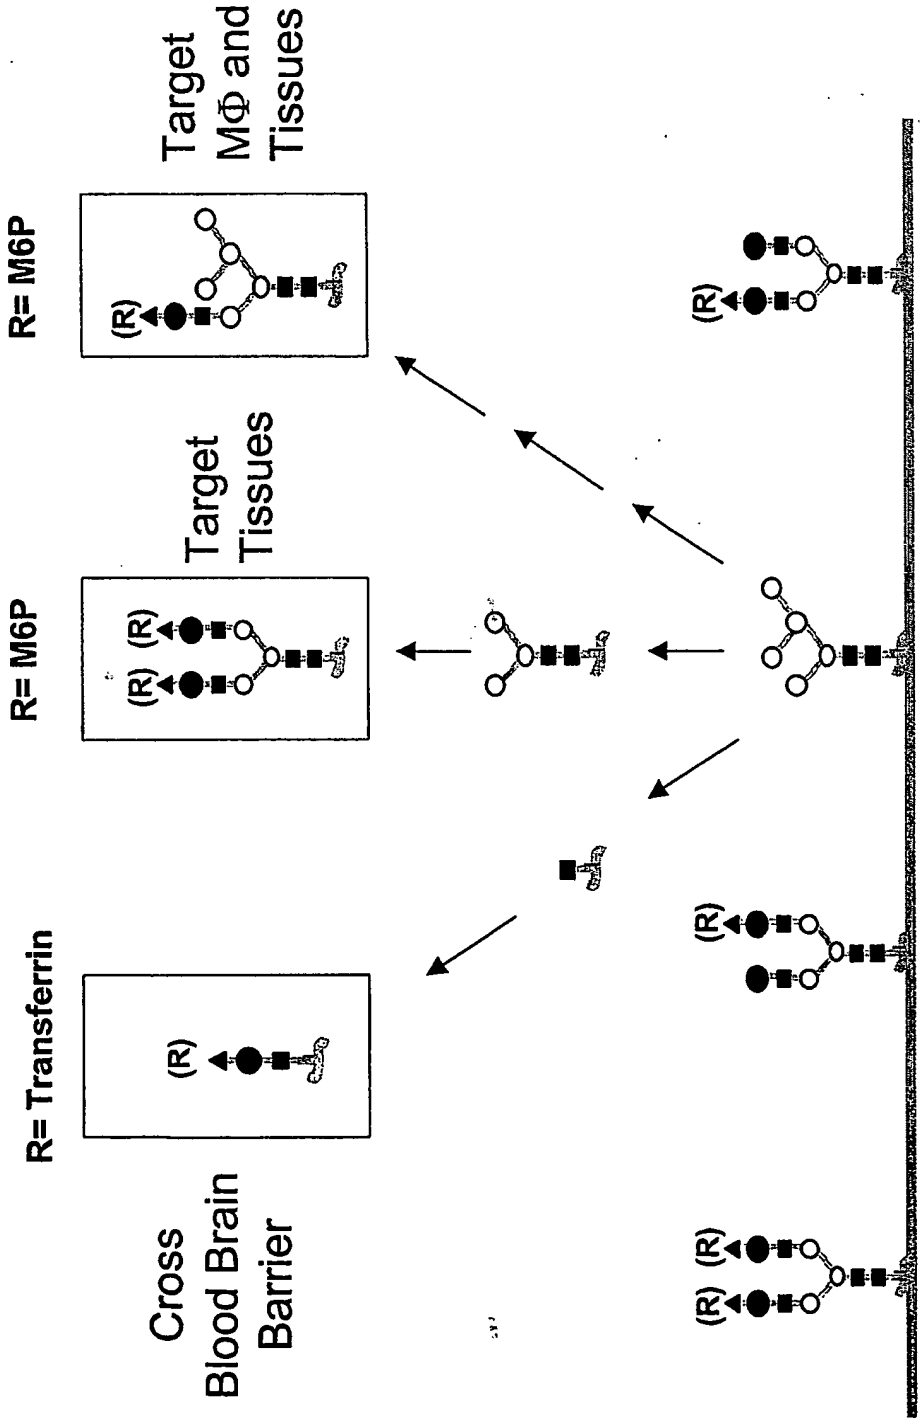 R= Transferrin
R= M6P
R= M6P
Cross
Blood Brain
Barrier
(R)
(R)
(R)
Target
Tissues
(R)
Target
MΦ and
Tissues
(R)
(R)
(R)
(R)